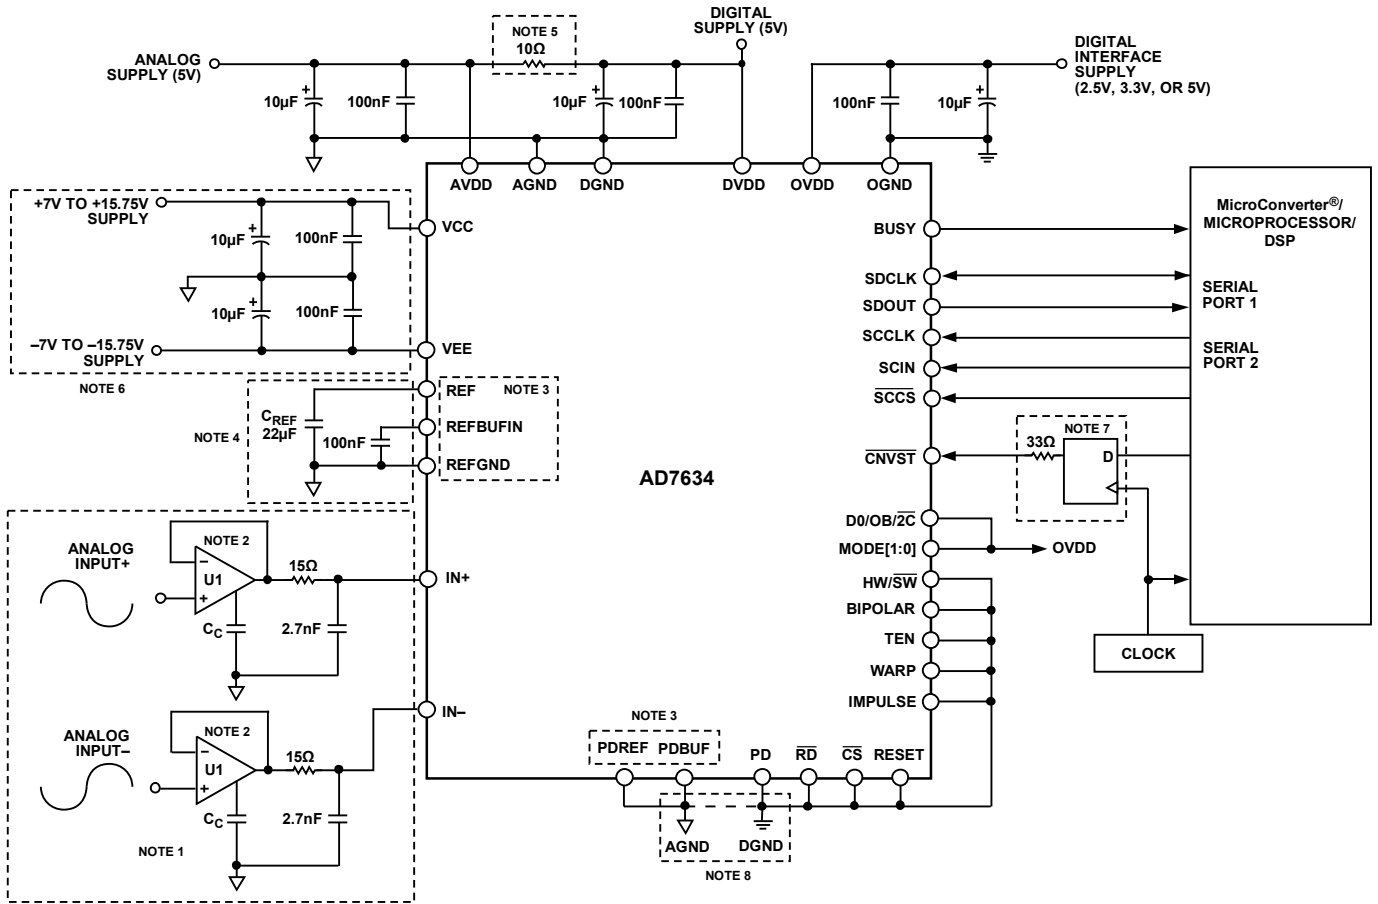 DIGITAL
SUPPLY (5V)
NOTE 5
10Ω
ANALOG
SUPPLY (5V)
DIGITAL
INTERFACE
SUPPLY
(2.5V, 3.3V, OR 5V)
+
10µF
100nF
+
10µF
100nF
100nF
+
10µF
AVDD
AGND
DGND
DVDD
OVDD
OGND
+7V TO +15.75V
SUPPLY
+
10µF
100nF
+
10µF
100nF
–7V TO –15.75V
SUPPLY
NOTE 6
VCC
VEE
REF
NOTE 3
REFBUFIN
REFGND
NOTE 4
CREF
22µF
100nF
AD7634
BUSY
SDCLK
SDOUT
SCCLK
SCIN
SCCS
CNVST
D0/OB/2C
MODE[1:0]
HW/SW
BIPOLAR
TEN
WARP
IMPULSE
OVDD
MicroConverter®/
MICROPROCESSOR/
DSP
SERIAL
PORT 1
SERIAL
PORT 2
NOTE 7
33Ω
D
CLOCK
ANALOG
INPUT+
NOTE 2
–
U1
+
15Ω
CC
2.7nF
IN+
ANALOG
INPUT–
NOTE 2
–
U1
+
15Ω
CC
2.7nF
IN–
NOTE 1
NOTE 3
PDREF
PDBUF
PD
RD
CS
RESET
AGND
DGND
NOTE 8